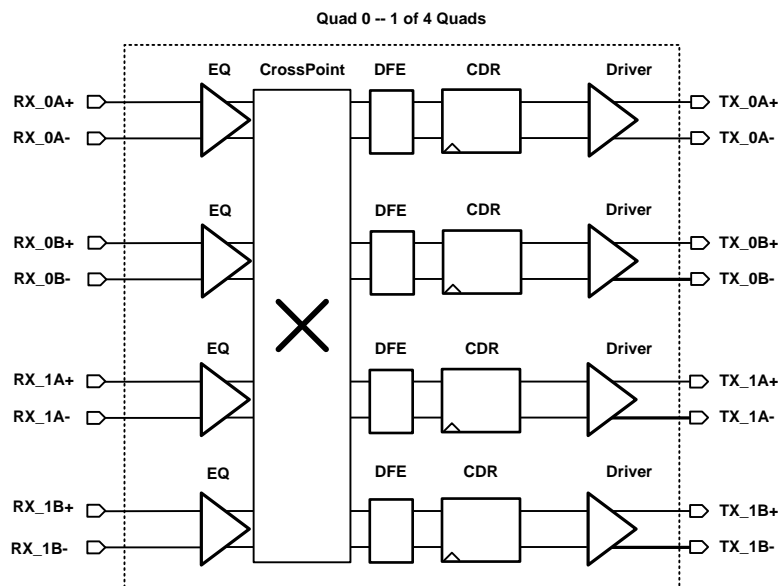 Quad 0 -- 1 of 4 Quads
EQ CrossPoint DFE CDR Driver
RX_0A+ TX_0A+
RX_0A- TX_0A-
EQ DFE CDR Driver
RX_0B+ TX_0B+
RX_0B- TX_0B-
EQ DFE CDR Driver
RX_1A+ TX_1A+
RX_1A- TX_1A-
EQ DFE CDR Driver
RX_1B+ TX_1B+
RX_1B- TX_1B-